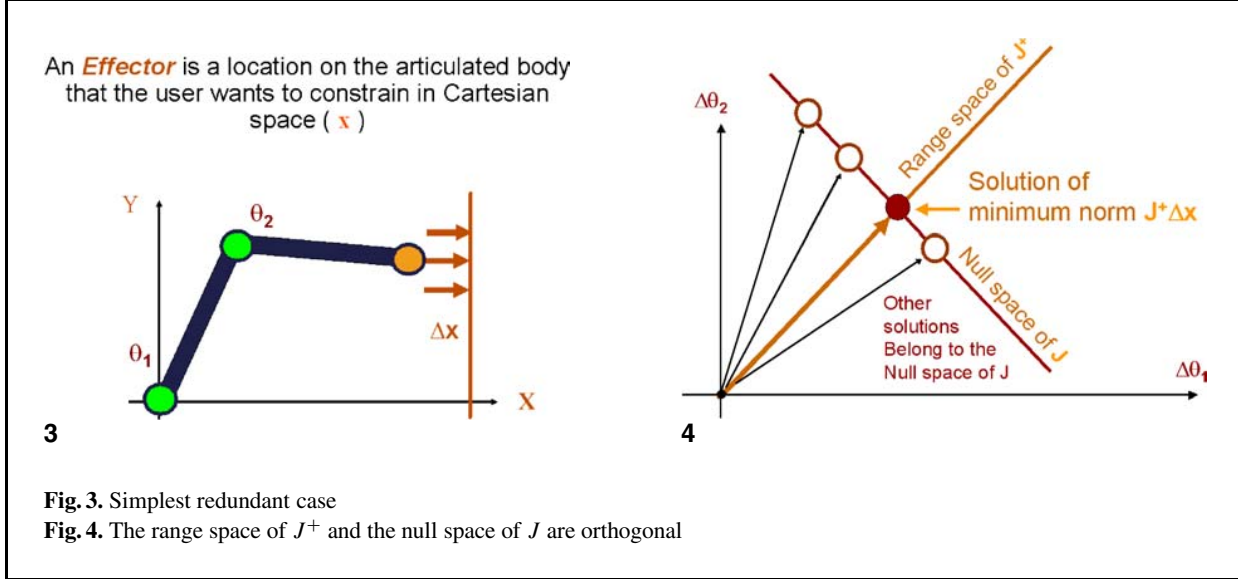 An Effector is a location on the articulated body
that the user wants to constrain in Cartesian
space ( x )
Y
θ2
θ1
Δx
X
3
Δθ2
Range space of J+
Solution of
minimum norm J+Δx
Null space of J
Other
solutions
Belong to the
Null space of J
Δθ1
4
Fig. 3. Simplest redundant case
Fig. 4. The range space of J+ and the null space of J are orthogonal